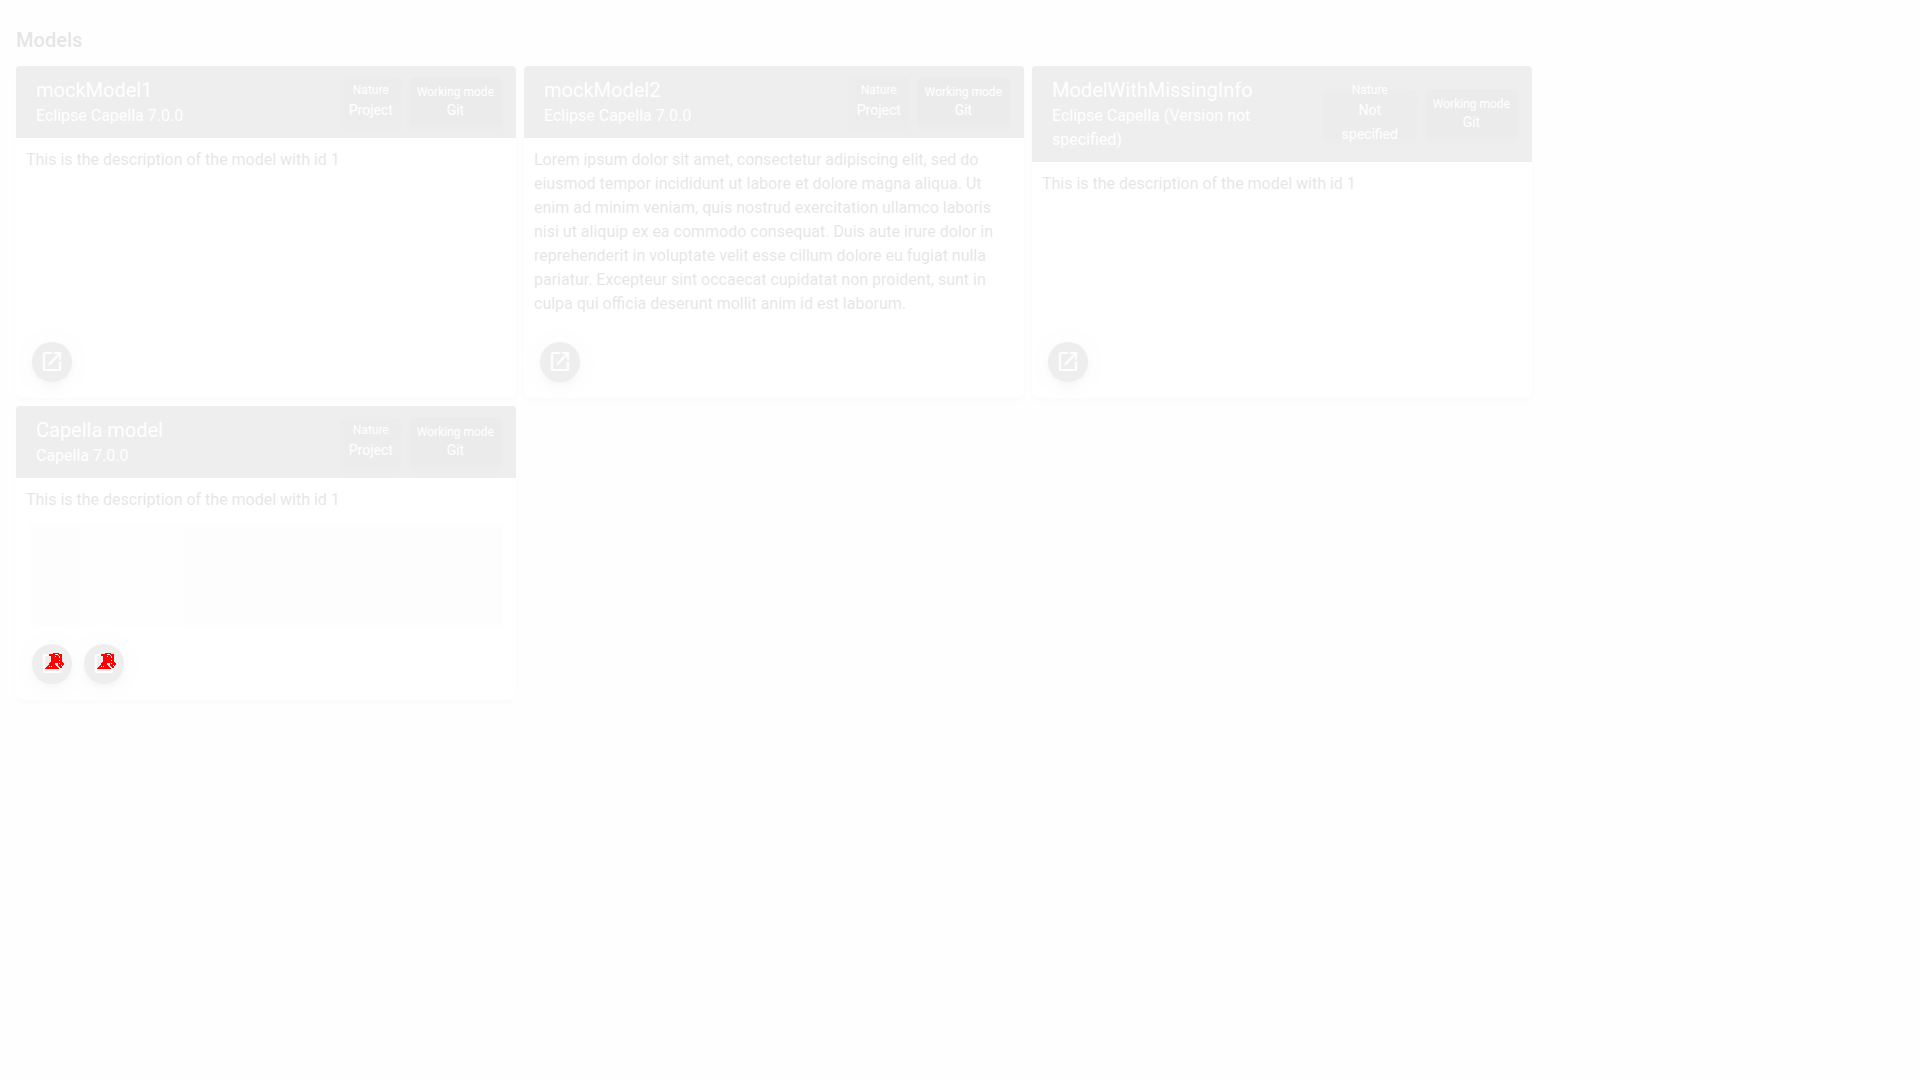 Models
mockModel1
Eclipse Capella 7.0.0
Nature
Project
Working mode
Git
This is the description of the model with id 1
mockModel2
Eclipse Capella 7.0.0
Nature
Project
Working mode
Git
Lorem ipsum dolor sit amet, consectetur adipiscing elit, sed do
eiusmod tempor incididunt ut labore et dolore magna aliqua. Ut
enim ad minim veniam, quis nostrud exercitation ullamco laboris
nisi ut aliquip ex ea commodo consequat. Duis aute irure dolor in
reprehenderit in voluptate velit esse cillum dolore eu fugiat nulla
pariatur. Excepteur sint occaecat cupidatat non proident, sunt in
culpa qui officia deserunt mollit anim id est laborum.
ModelWithMissingInfo
Eclipse Capella (Version not
specified)
Nature
Not
specified
Working mode
Git
This is the description of the model with id 1
Capella model
Capella 7.0.0
Nature
Project
Working mode
Git
This is the description of the model with id 1